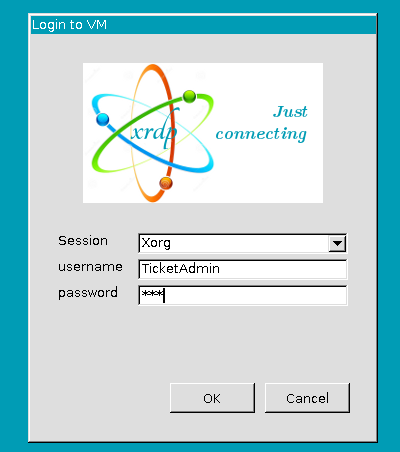 Login to VM
xrdp
Just
connecting
Session
Xorg
username
TicketAdmin
password
***
OK
Cancel